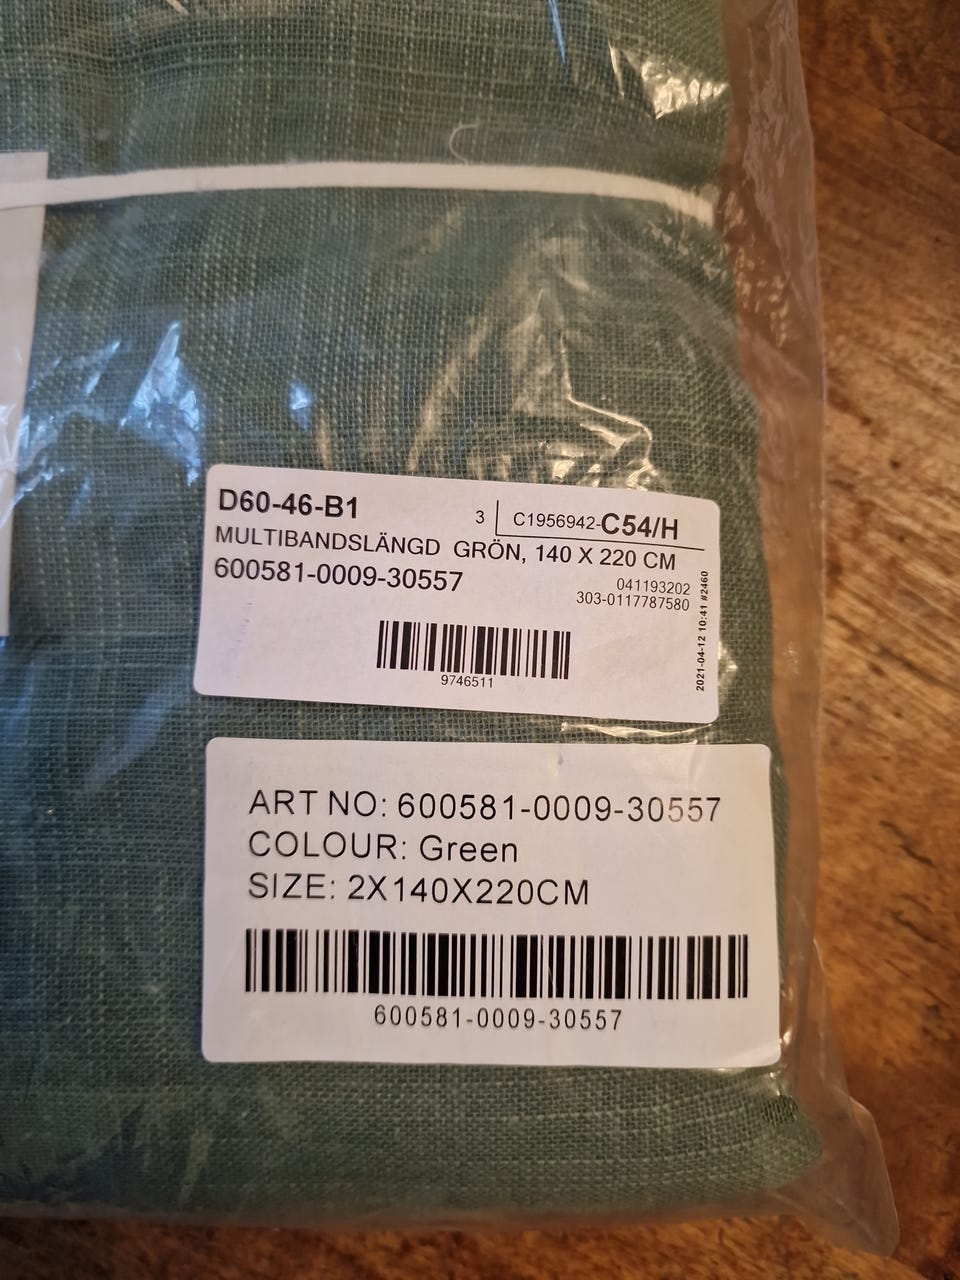 D60-46-B1
3 C1956942-C54/H
MULTIBANDSLÄNGD GRÖN, 140 X 220 CM
600581-0009-30557
041193202
303-0117787580
2021-04-12 10:41 #2460
9746511
ART NO: 600581-0009-30557
COLOUR: Green
SIZE: 2X140X220CM
600581-0009-30557